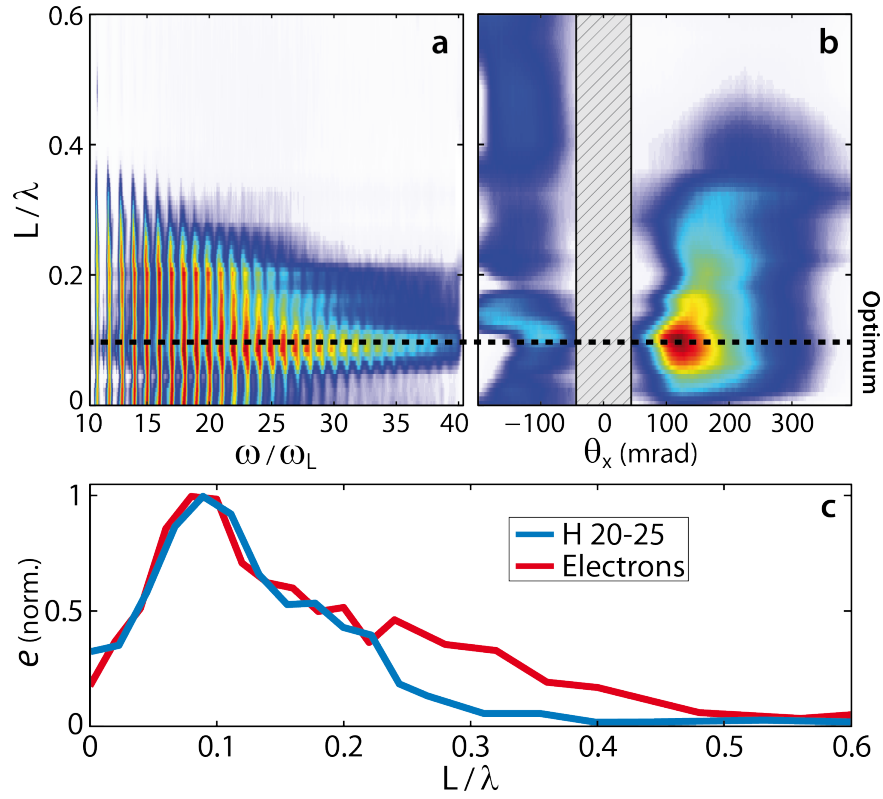 a
b
L / λ
0.6
0.4
0.2
0
10
15
20
25
30
35
40
ω / ω_L
−100
0
100
200
300
θ_x (mrad)
Optimum
c
e (norm.)
1
0.5
0
H 20-25
Electrons
0
0.1
0.2
0.3
0.4
0.5
0.6
L / λ